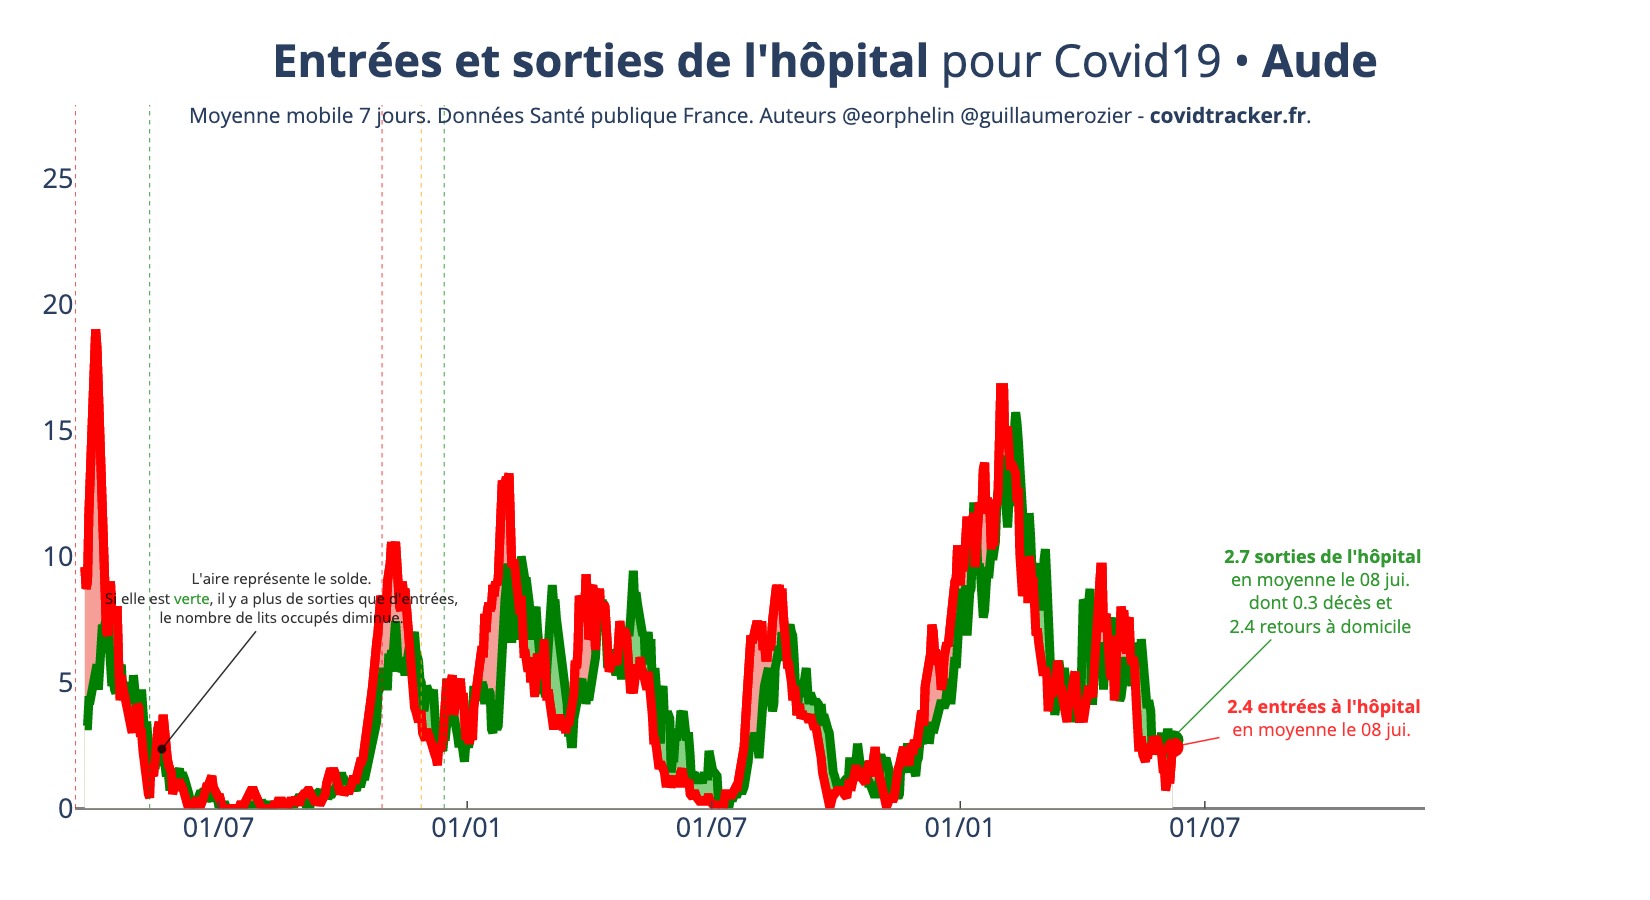 Entrées et sorties de l'hôpital pour Covid19 • Aude
Moyenne mobile 7 jours. Données Santé publique France. Auteurs @eorphelin @guillaumerozier - covidtracker.fr.
25
20
15
10
5
0
L'aire représente le solde.
Si elle est verte, il y a plus de sorties que d'entrées,
le nombre de lits occupés diminue.
2.7 sorties de l'hôpital
en moyenne le 08 jui.
dont 0.3 décès et
2.4 retours à domicile
2.4 entrées à l'hôpital
en moyenne le 08 jui.
01/07
01/01
01/07
01/01
01/07